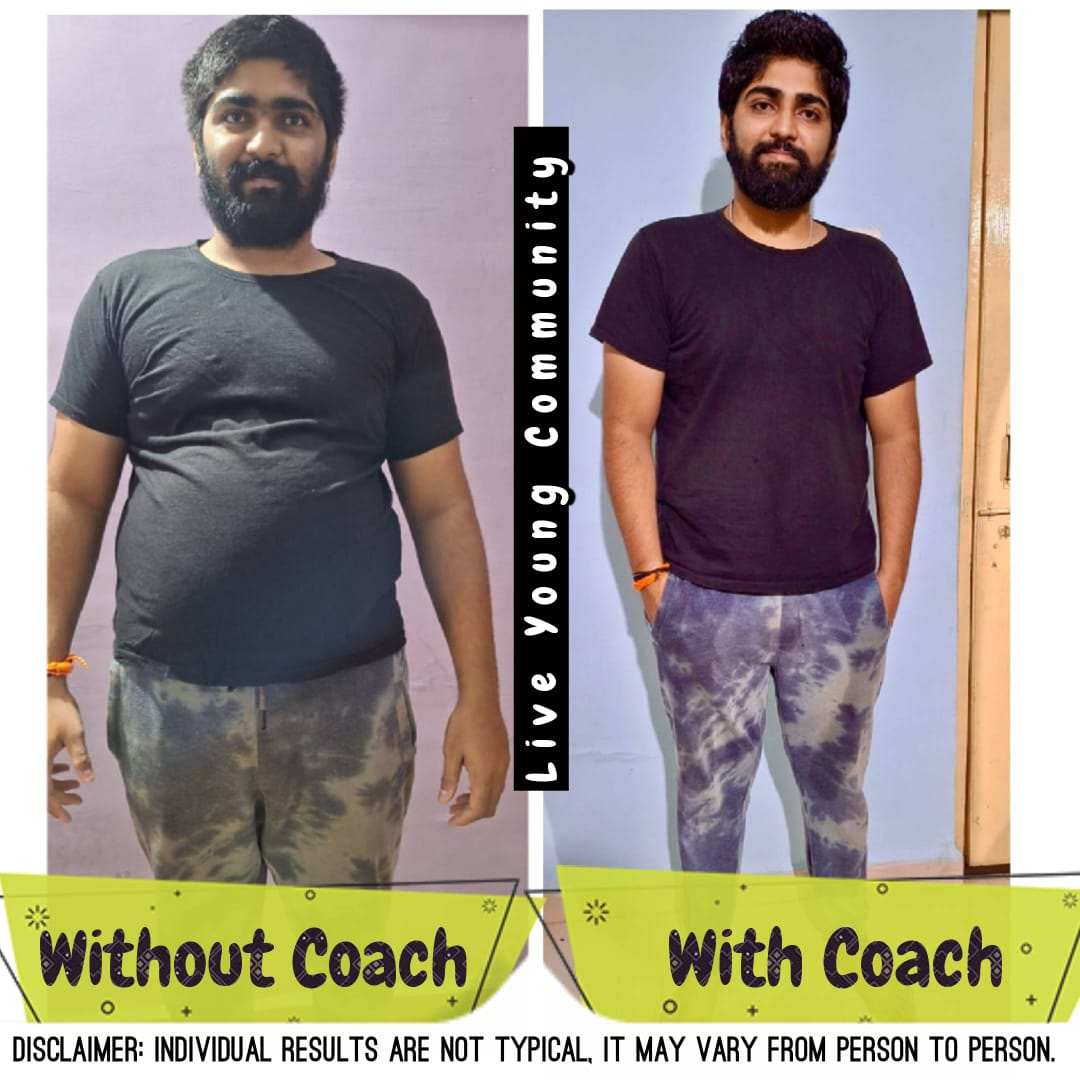 Live Young Community
Without Coach
With Coach
DISCLAIMER: INDIVIDUAL RESULTS ARE NOT TYPICAL, IT MAY VARY FROM PERSON TO PERSON.